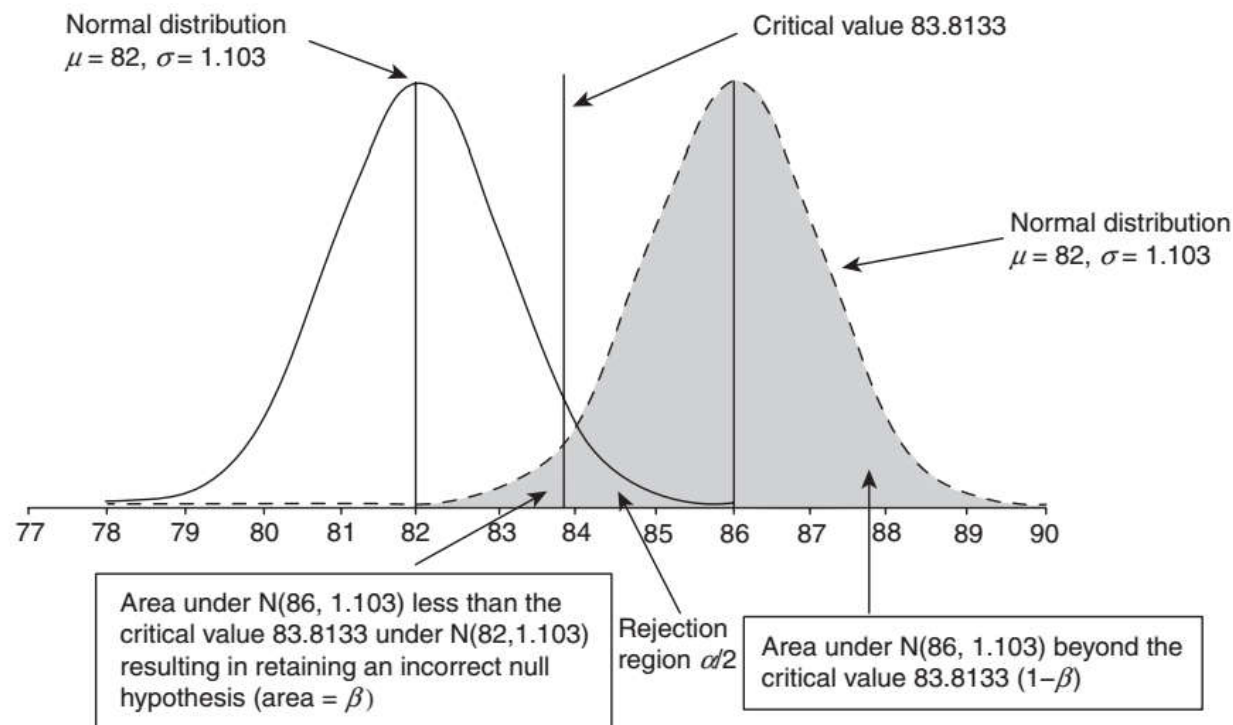 Normal distribution
μ = 82, σ = 1.103
Critical value 83.8133
Normal distribution
μ = 82, σ = 1.103
77 78 79 80 81 82 83 84 85 86 87 88 89 90
Area under N(86, 1.103) less than the
critical value 83.8133 under N(82,1.103)
resulting in retaining an incorrect null
hypothesis (area = β)
Rejection
region α/2
Area under N(86, 1.103) beyond the
critical value 83.8133 (1–β)